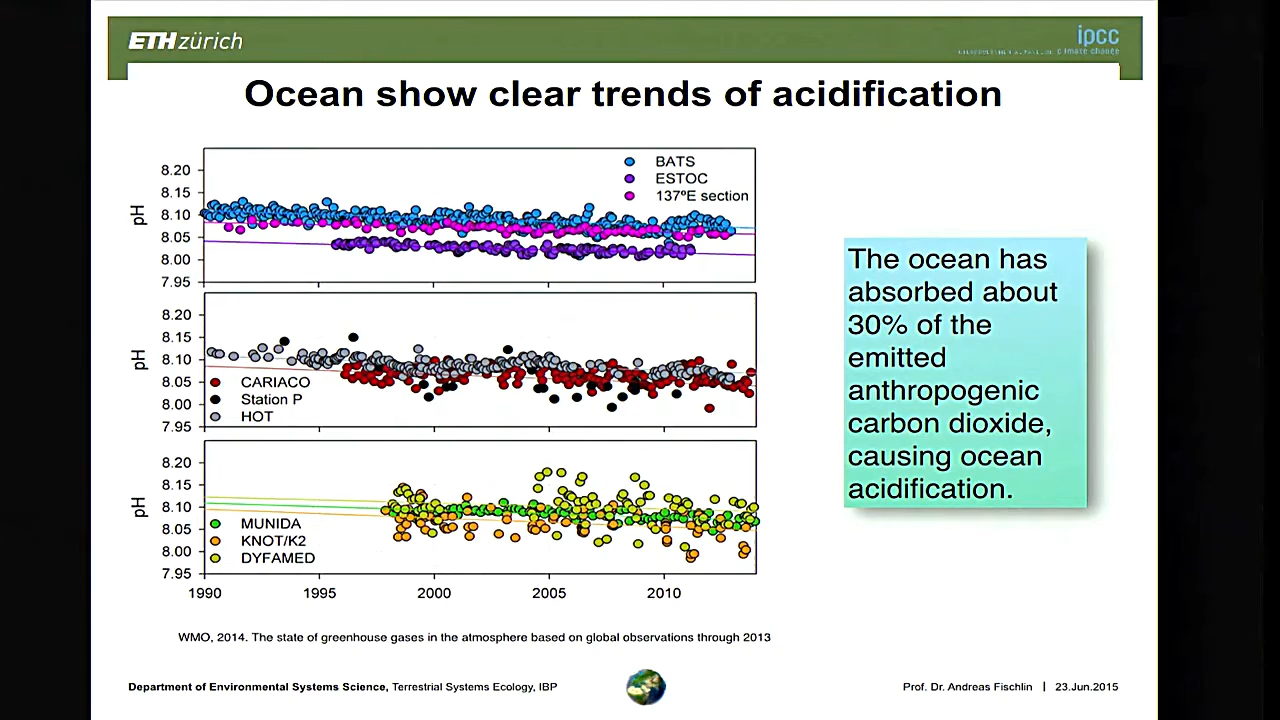 ETH zürich
ipcc
climate change
Ocean show clear trends of acidification
8.20
8.15
8.10
8.05
8.00
7.95
pH
BATS
ESTOC
137ºE section
8.20
8.15
8.10
8.05
8.00
7.95
pH
CARIACO
Station P
HOT
8.20
8.15
8.10
8.05
8.00
7.95
pH
MUNIDA
KNOT/K2
DYFAMED
1990 1995 2000 2005 2010
The ocean has
absorbed about
30% of the
emitted
anthropogenic
carbon dioxide,
causing ocean
acidification.
WMO, 2014. The state of greenhouse gases in the atmosphere based on global observations through 2013
Department of Environmental Systems Science, Terrestrial Systems Ecology, IBP
Prof. Dr. Andreas Fischlin | 23.Jun.2015